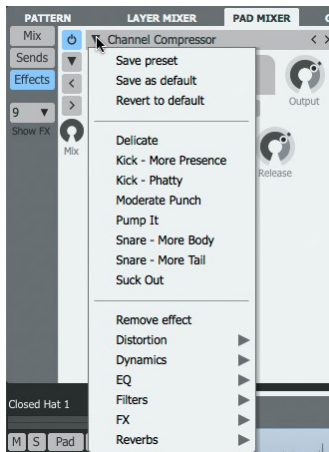 PATTERN LAYER MIXER PAD MIXER
Mix Channel Compressor < >
Sends
Effects
Save preset
Save as default
Revert to default
Output
9
Show FX
<
>
Mix
Delicate
Kick - More Presence
Kick - Phatty
Moderate Punch
Pump It
Snare - More Body
Snare - More Tail
Suck Out
Release
Remove effect
Distortion
Dynamics
EQ
Filters
FX
Reverbs
Closed Hat 1
M S Pad